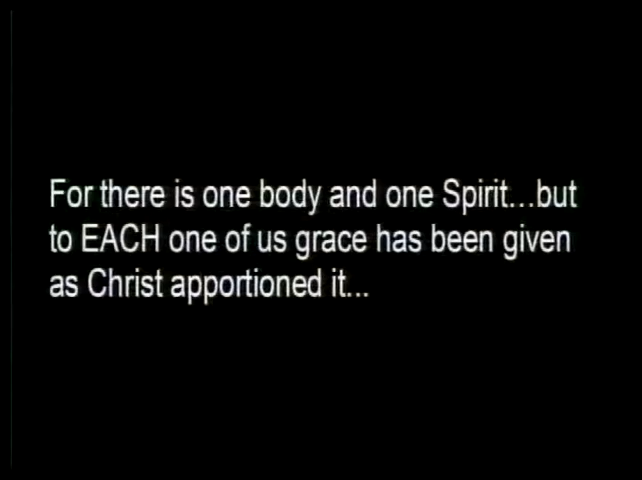 For there is one body and one Spirit...but
to EACH one of us grace has been given
as Christ apportioned it...